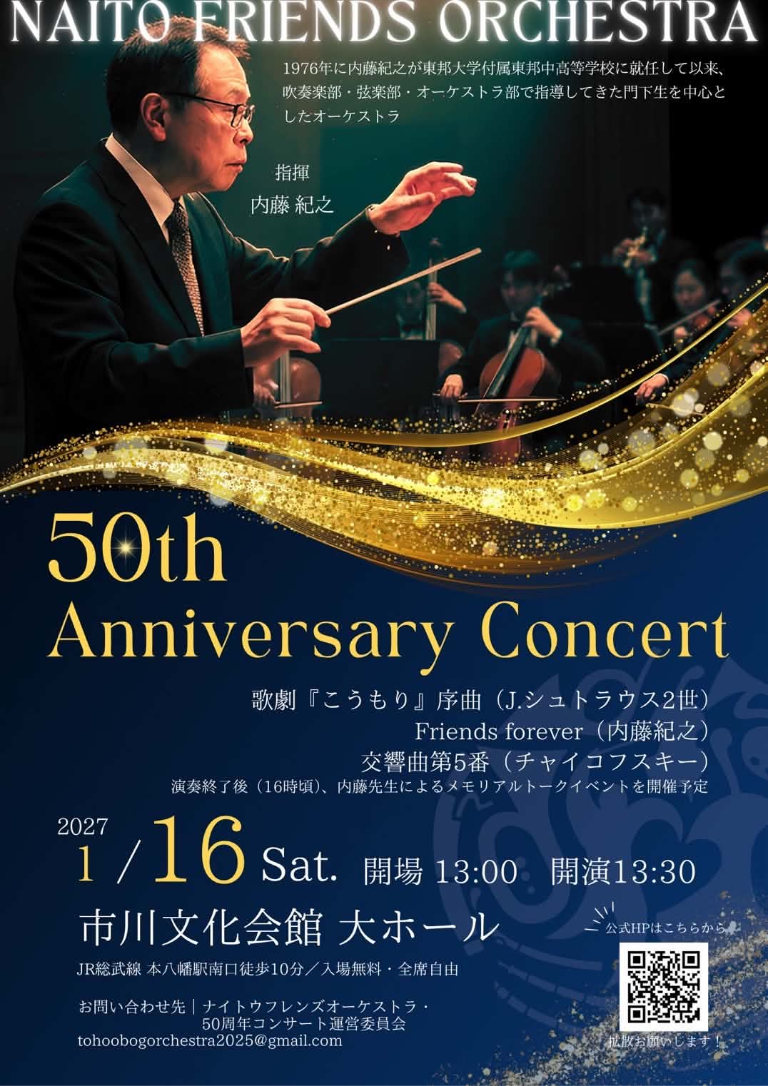 NAITO FRIENDS ORCHESTRA
1976年に内藤紀之が東邦大学付属東邦中高等学校に就任して以来、
吹奏楽部・弦楽部・オーケストラ部で指導してきた門下生を中心と
したオーケストラ
指揮
内藤 紀之
50th
Anniversary Concert
歌劇『こうもり』序曲（J.シュトラウス2世）
Friends forever（内藤紀之）
交響曲第5番（チャイコフスキー）
演奏終了後（16時頃）、内藤先生によるメモリアルトークイベントを開催予定
2027
1/16 Sat. 開場 13:00 開演13:30
市川文化会館 大ホール
公式HPはこちらから
JR総武線 本八幡駅南口徒歩10分／入場無料・全席自由
お問い合わせ先｜ナイトウフレンズオーケストラ・
50周年コンサート運営委員会
tohoobogorchestra2025@gmail.com
拡散お願いします！